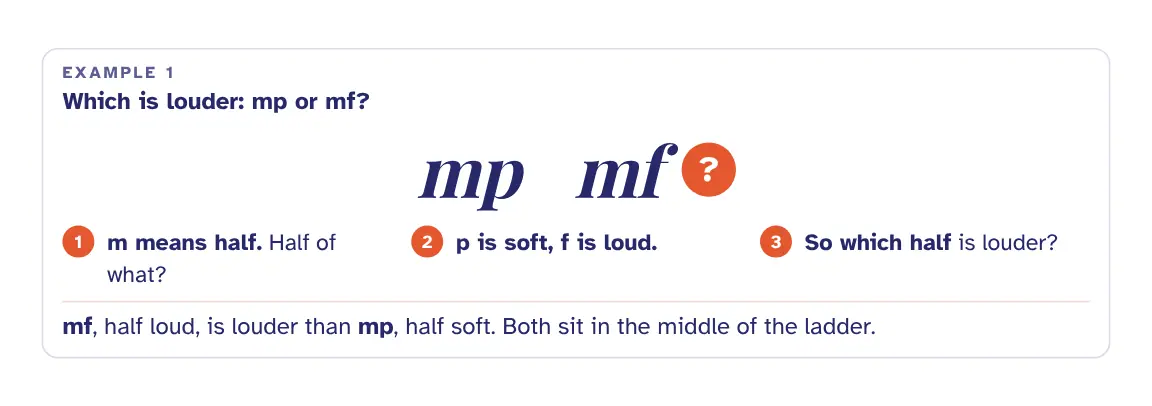 EXAMPLE 1
Which is louder: mp or mf?
mp mf ?
1 m means half. Half of
what?
2 p is soft, f is loud.
3 So which half is louder?
mf, half loud, is louder than mp, half soft. Both sit in the middle of the ladder.